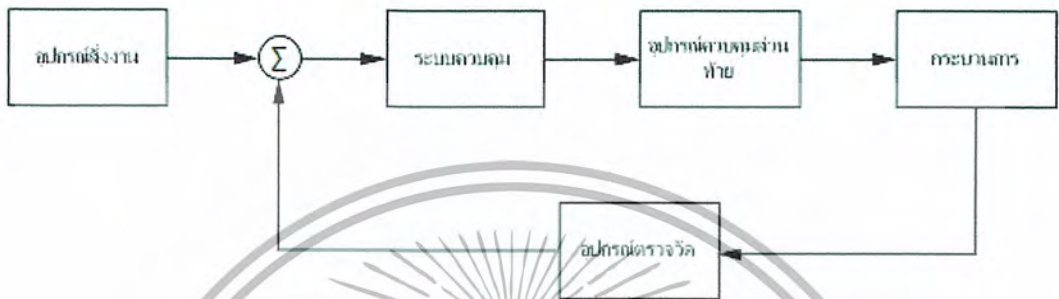 อุปกรณ์สั่งงาน
Σ
ระบบควบคุม
อุปกรณ์ควบคุมส่วน
ท้าย
กระบวนการ
อุปกรณ์ตรวจวัด